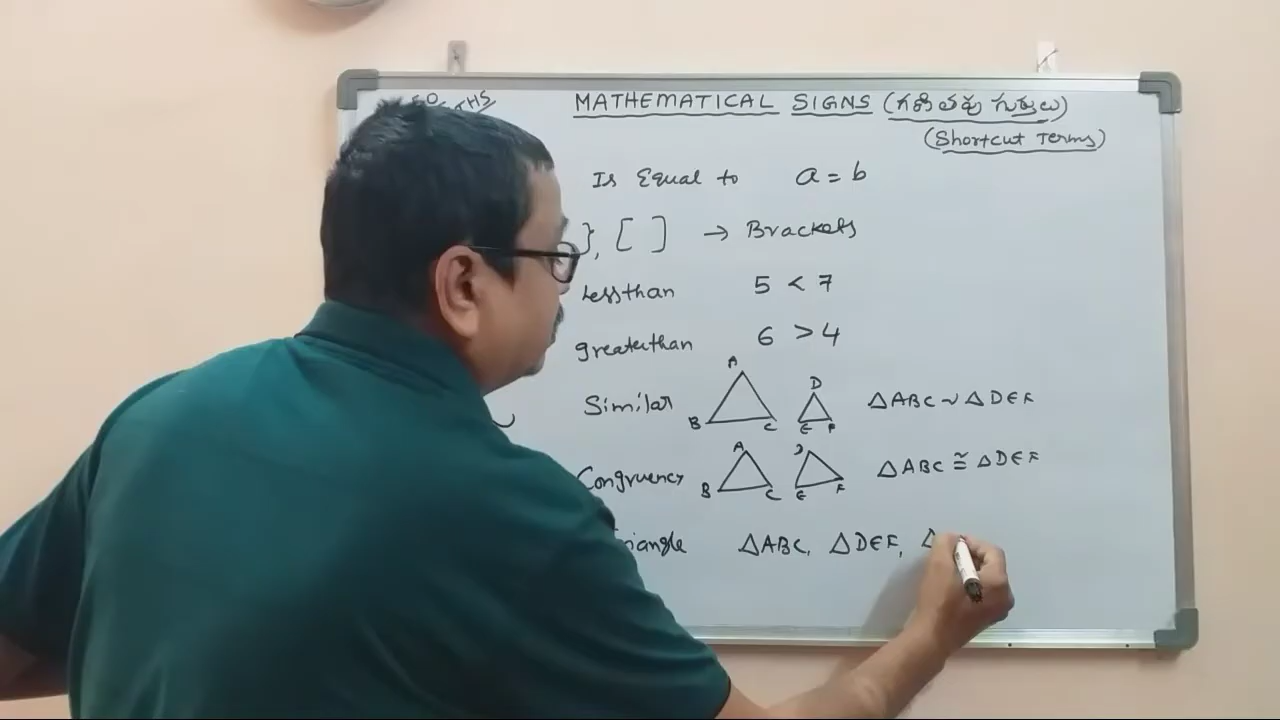 MATHEMATICAL SIGNS (గణితపు గుర్తులు)
(Shortcut Terms)
Is Equal to a = b
}, [ ] → Brackets
Lessthan 5 < 7
greaterthan 6 > 4
A
D
Similar B C E F △ABC ~ △DEF
A D
Congruency B C E F △ABC ≅ △DEF
△ABC, △DEF, △